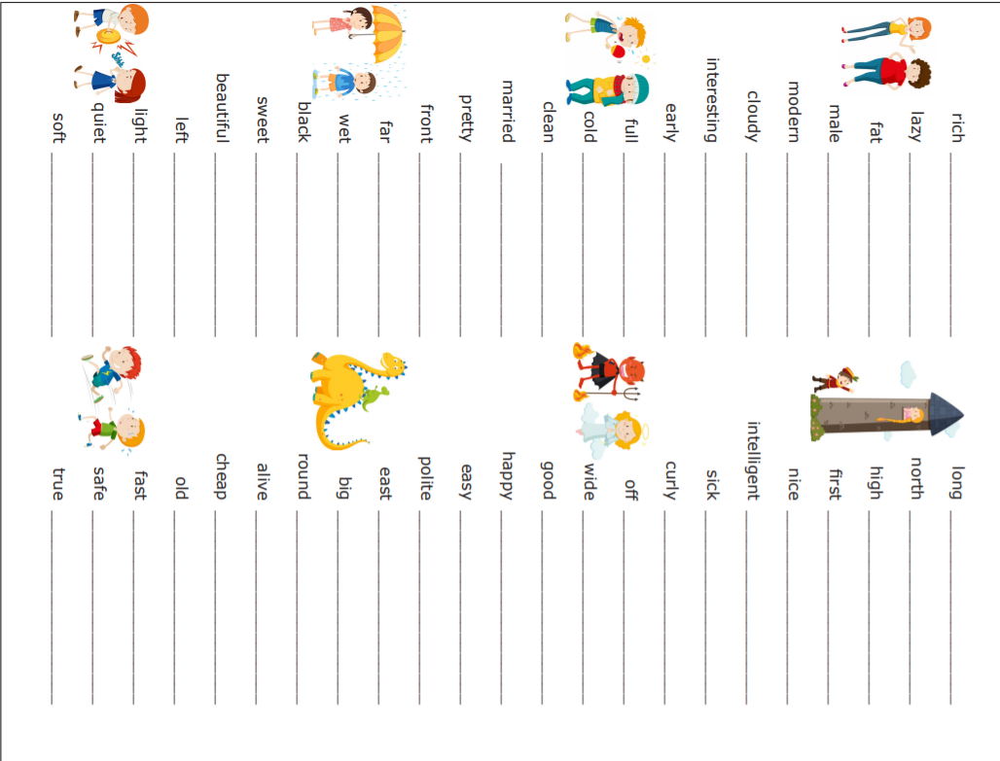 rich
lazy
fat
male
modern
cloudy
interesting
early
full
cold
clean
married
pretty
front
far
wet
black
sweet
beautiful
left
light
quiet
soft
long
north
high
first
nice
intelligent
sick
curly
off
wide
good
happy
easy
polite
east
big
round
alive
cheap
old
fast
safe
true